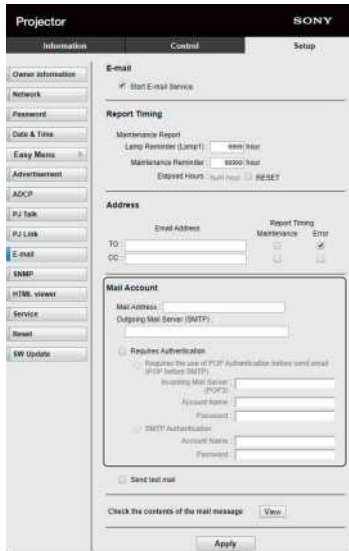 Projector
SONY
Information Control Setup
Owner information
Network
Password
Date & Time
Easy Menu
Advertisement
ADCP
PJ Talk
PJ Link
E-mail
SNMP
HTML viewer
Service
Reset
SW Update
E-mail
Start E-mail Service
Report Timing
Maintenance Report
Lamp Reminder (Lamp1) : hour
Maintenance Reminder : hour
Elapsed Hours : hour RESET
Address
Email Address
Report Timing
Maintenance Error
TO :
CC :
Mail Account
Mail Address :
Outgoing Mail Server (SMTP) :
Requires Authentication
Requires the use of POP Authentication before send email
(POP before SMTP)
Incoming Mail Server :
(POP3)
Account Name :
Password :
SMTP Authentication
Account Name :
Password :
Send test mail
Check the contents of the mail message View
Apply